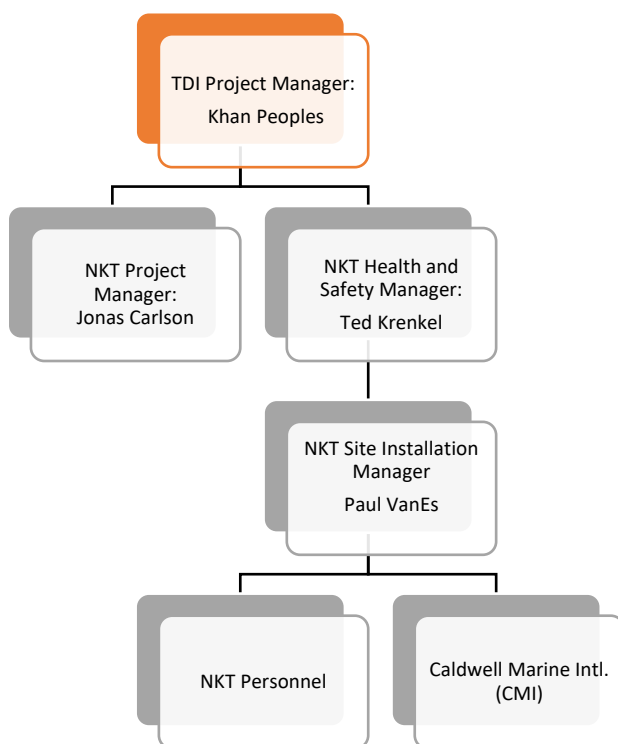 TDI Project Manager:
Khan Peoples
NKT Project
Manager:
Jonas Carlson
NKT Health and
Safety Manager:
Ted Krenkel
NKT Site Installation
Manager
Paul VanEs
NKT Personnel
Caldwell Marine Intl.
(CMI)